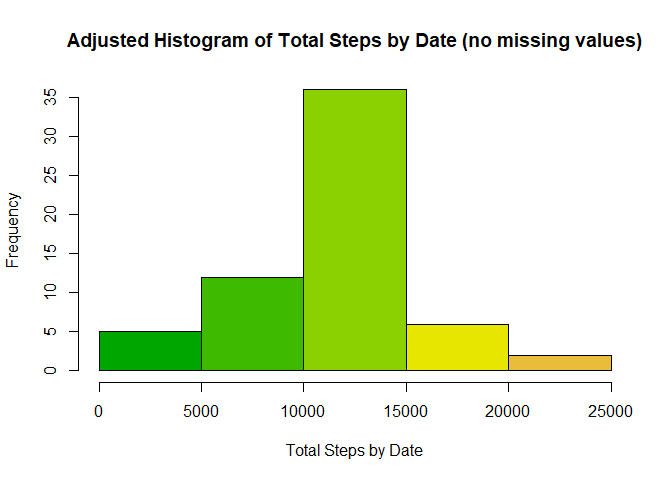 Adjusted Histogram of Total Steps by Date (no missing values)
Frequency
35
30
25
20
15
10
5
0
0 5000 10000 15000 20000 25000
Total Steps by Date